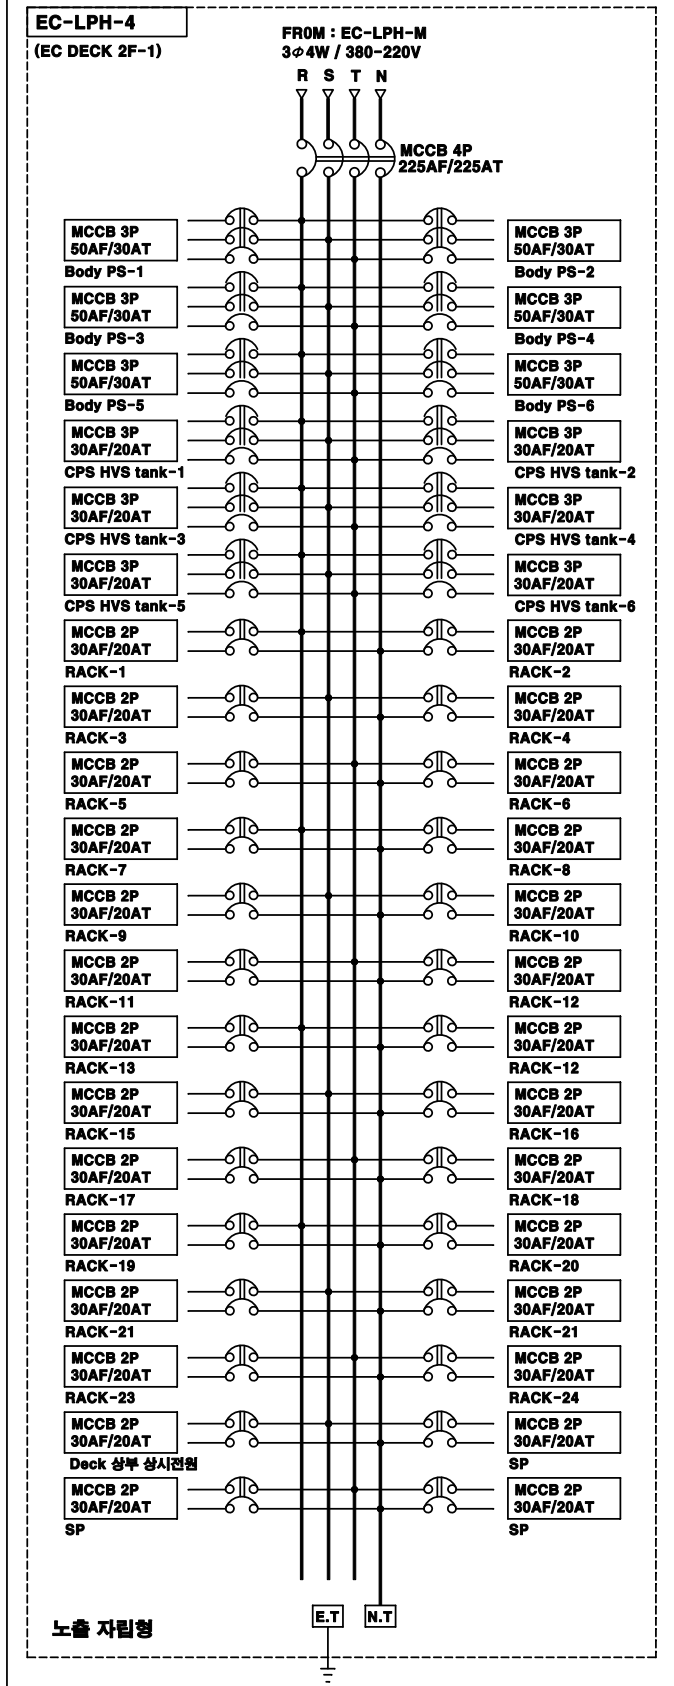 EC-LPH-4
(EC DECK 2F-1)
FROM : EC-LPH-M
3φ4W / 380-220V
R S T N
MCCB 4P
225AF/225AT
MCCB 3P
50AF/30AT
Body PS-1
MCCB 3P
50AF/30AT
Body PS-2
MCCB 3P
50AF/30AT
Body PS-3
MCCB 3P
50AF/30AT
Body PS-4
MCCB 3P
50AF/30AT
Body PS-5
MCCB 3P
50AF/30AT
Body PS-6
MCCB 3P
30AF/20AT
CPS HVS tank-1
MCCB 3P
30AF/20AT
CPS HVS tank-2
MCCB 3P
30AF/20AT
CPS HVS tank-3
MCCB 3P
30AF/20AT
CPS HVS tank-4
MCCB 3P
30AF/20AT
CPS HVS tank-5
MCCB 3P
30AF/20AT
CPS HVS tank-6
MCCB 2P
30AF/20AT
RACK-1
MCCB 2P
30AF/20AT
RACK-2
MCCB 2P
30AF/20AT
RACK-3
MCCB 2P
30AF/20AT
RACK-4
MCCB 2P
30AF/20AT
RACK-5
MCCB 2P
30AF/20AT
RACK-6
MCCB 2P
30AF/20AT
RACK-7
MCCB 2P
30AF/20AT
RACK-8
MCCB 2P
30AF/20AT
RACK-9
MCCB 2P
30AF/20AT
RACK-10
MCCB 2P
30AF/20AT
RACK-11
MCCB 2P
30AF/20AT
RACK-12
MCCB 2P
30AF/20AT
RACK-13
MCCB 2P
30AF/20AT
RACK-12
MCCB 2P
30AF/20AT
RACK-15
MCCB 2P
30AF/20AT
RACK-16
MCCB 2P
30AF/20AT
RACK-17
MCCB 2P
30AF/20AT
RACK-18
MCCB 2P
30AF/20AT
RACK-19
MCCB 2P
30AF/20AT
RACK-20
MCCB 2P
30AF/20AT
RACK-21
MCCB 2P
30AF/20AT
RACK-21
MCCB 2P
30AF/20AT
RACK-23
MCCB 2P
30AF/20AT
RACK-24
MCCB 2P
30AF/20AT
Deck 상부 상시전원
MCCB 2P
30AF/20AT
SP
MCCB 2P
30AF/20AT
SP
MCCB 2P
30AF/20AT
SP
E.T N.T
노출 자립형